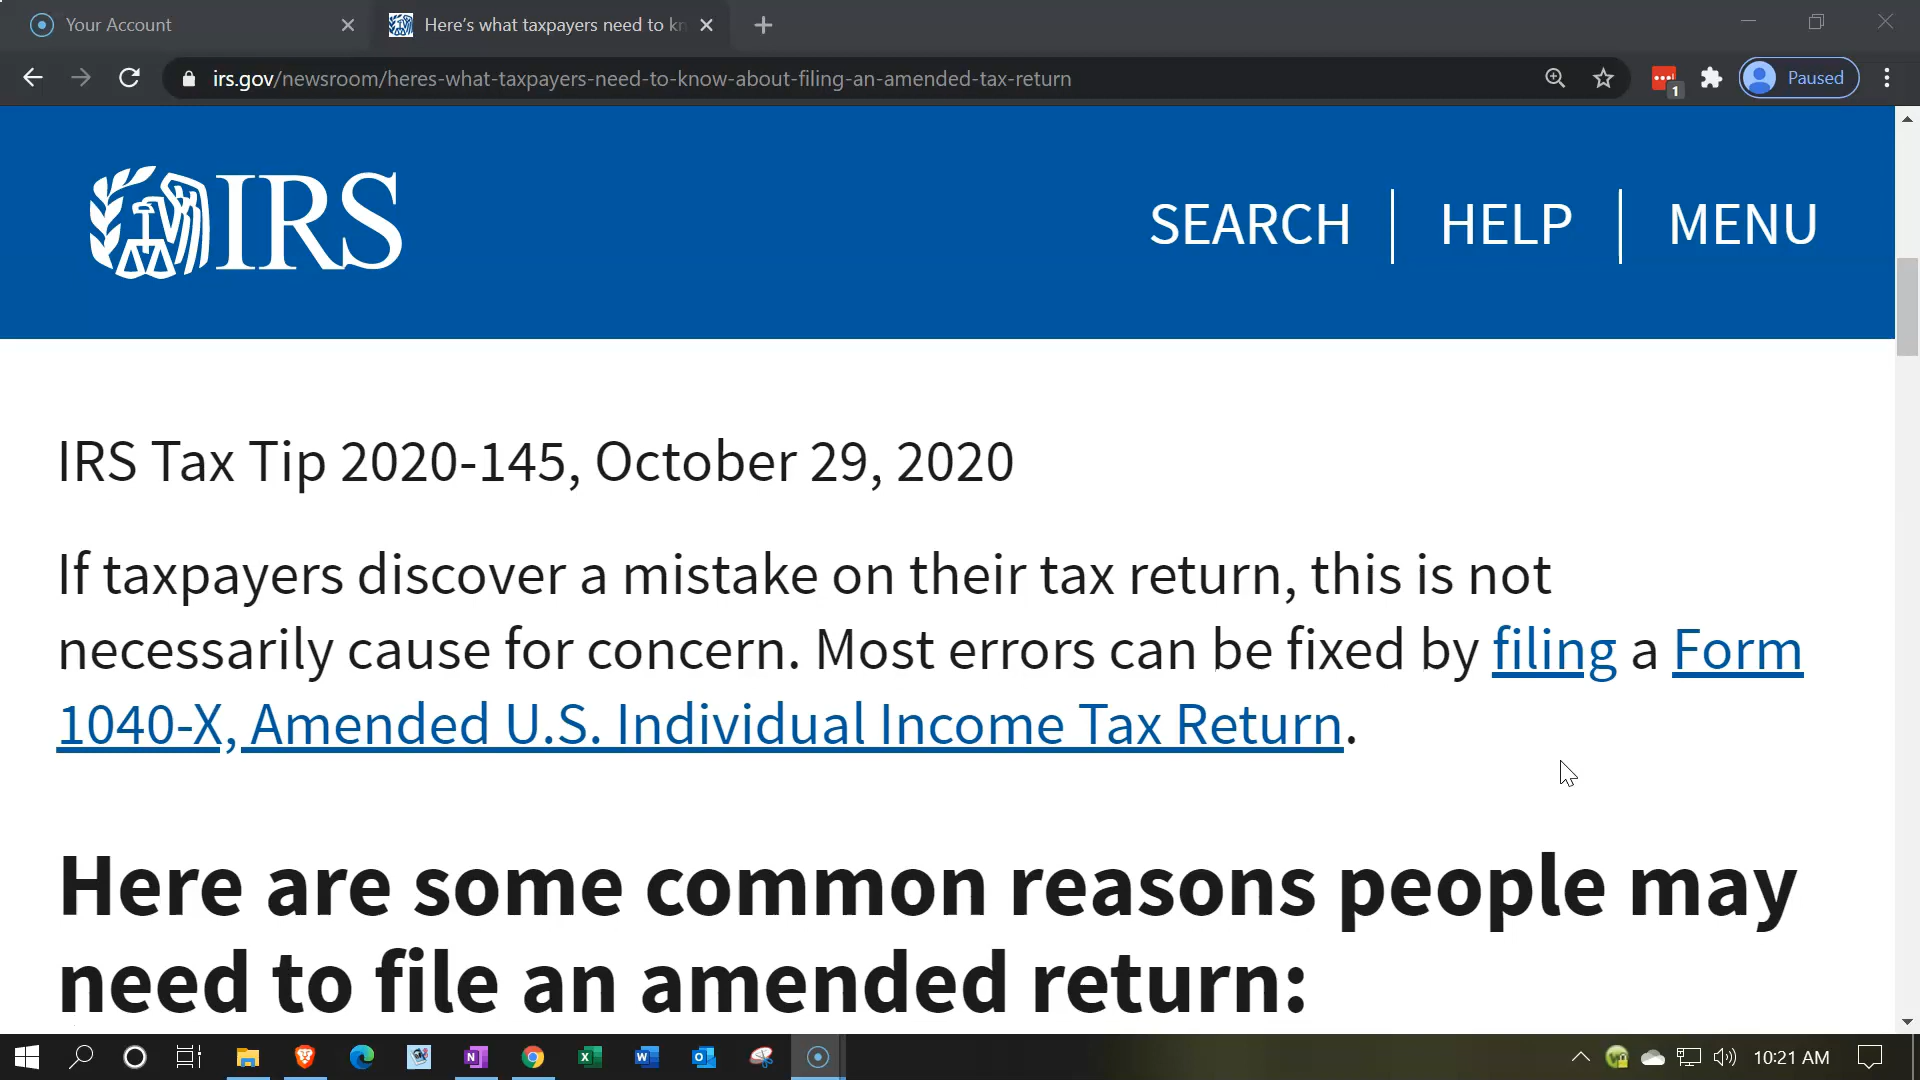 Your Account
Here's what taxpayers need to kn
irs.gov/newsroom/heres-what-taxpayers-need-to-know-about-filing-an-amended-tax-return
1
Paused
IRS
SEARCH
HELP
MENU
IRS Tax Tip 2020-145, October 29, 2020
If taxpayers discover a mistake on their tax return, this is not
necessarily cause for concern. Most errors can be fixed by filing a Form
1040-X, Amended U.S. Individual Income Tax Return.
Here are some common reasons people may
need to file an amended return:
10:21 AM